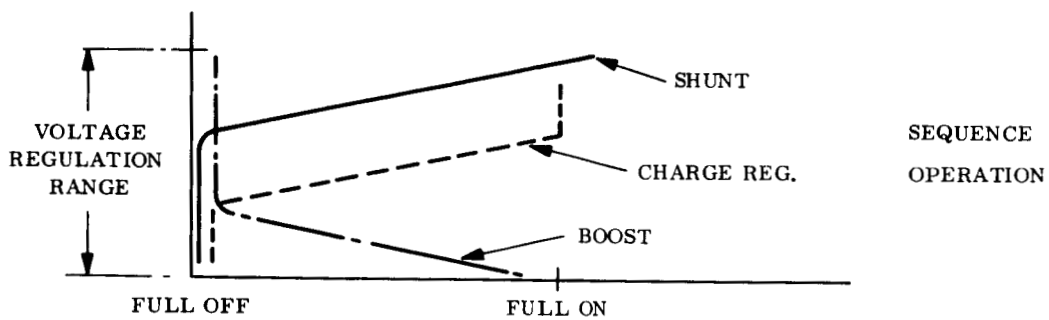 SHUNT
VOLTAGE
REGULATION
RANGE
SEQUENCE
OPERATION
CHARGE REG.
BOOST
FULL OFF
FULL ON